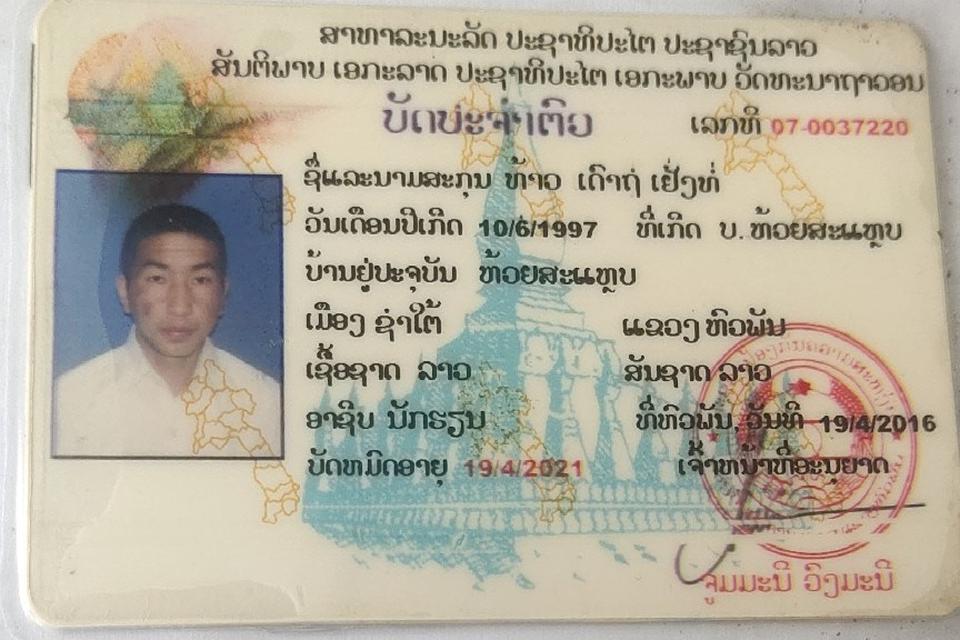 ສາທາລະນະລັດ ປະຊາທິປະໄຕ ປະຊາຊົນລາວ
ສັນຕິພາບ ເອກະລາດ ປະຊາທິປະໄຕ ເອກະພາບ ວັດທະນາຖາວອນ
ບັດປະຈຳຕົວ
ເລກທີ 07-0037220
ຊື່ແລະນາມສະກຸນ ທ້າວ ເດົາຖໍ່ ເຢັ່ງທໍ່
ວັນເດືອນປີເກີດ 10/6/1997 ທີ່ເກີດ ບ. ຫ້ວຍສະແຫຼບ
ບ້ານຢູ່ປະຈຸບັນ ຫ້ວຍສະແຫຼບ
ເມືອງ ຊຳໃຕ້ ແຂວງ ຫົວພັນ
ເຊື້ອຊາດ ລາວ ສັນຊາດ ລາວ
ອາຊີບ ນັກຮຽນ ທີ່ຫົວພັນ, ວັນທີ 19/4/2016
ບັດຫມົດອາຍຸ 19/4/2021 ເຈົ້າຫນ້າທີ່ອະນຸຍາດ
ຈູມມະນີ ວົງມະນີ